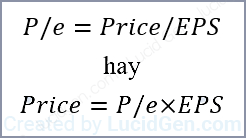 P/e = Price/EPS
hay
Price = P/e×EPS
Created by LucidGen.com